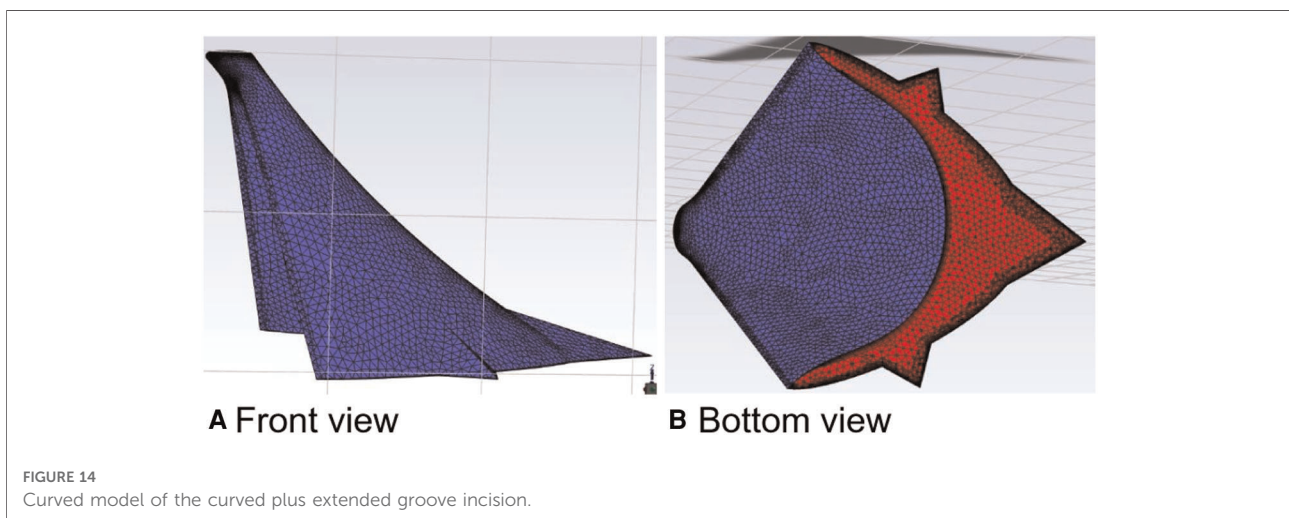 A Front view
B Bottom view
FIGURE 14
Curved model of the curved plus extended groove incision.